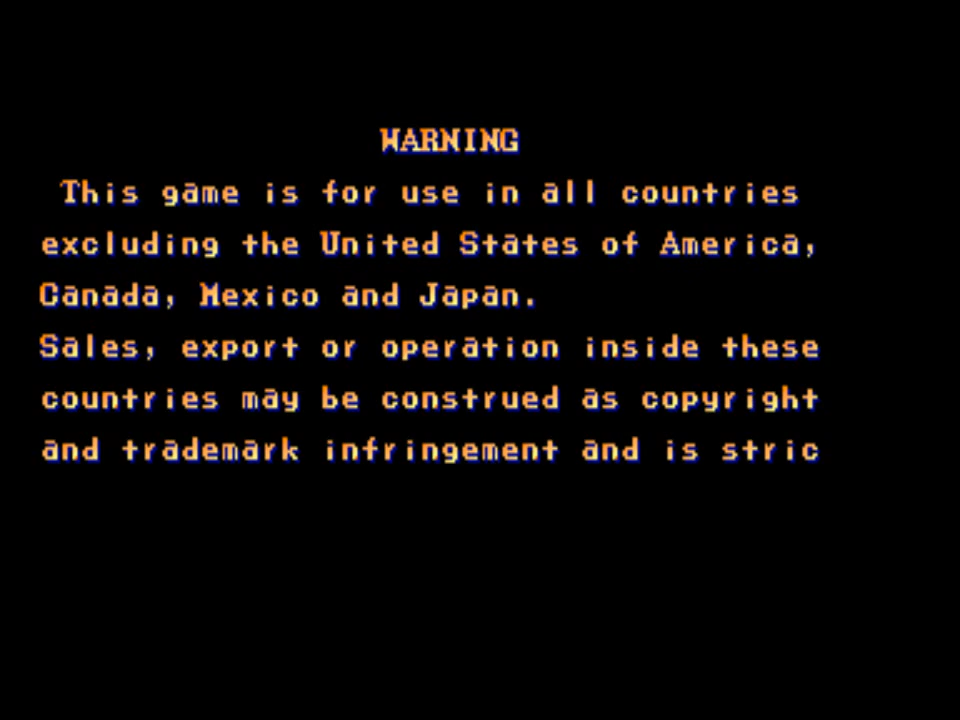 WARNING
This game is for use in all countries
excluding the United States of America,
Canada, Mexico and Japan.
Sales, export or operation inside these
countries may be construed as copyright
and trademark infringement and is stric